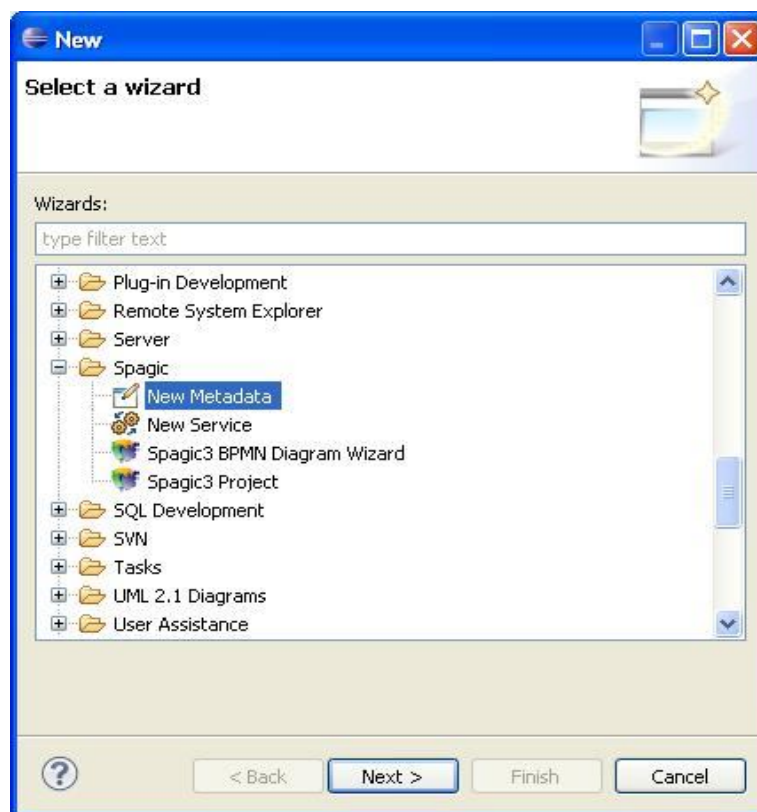 New
Select a wizard
Wizards:
type filter text
Plug-in Development
Remote System Explorer
Server
Spagic
New Metadata
New Service
Spagic3 BPMN Diagram Wizard
Spagic3 Project
SQL Development
SVN
Tasks
UML 2.1 Diagrams
User Assistance
? < Back Next > Finish Cancel